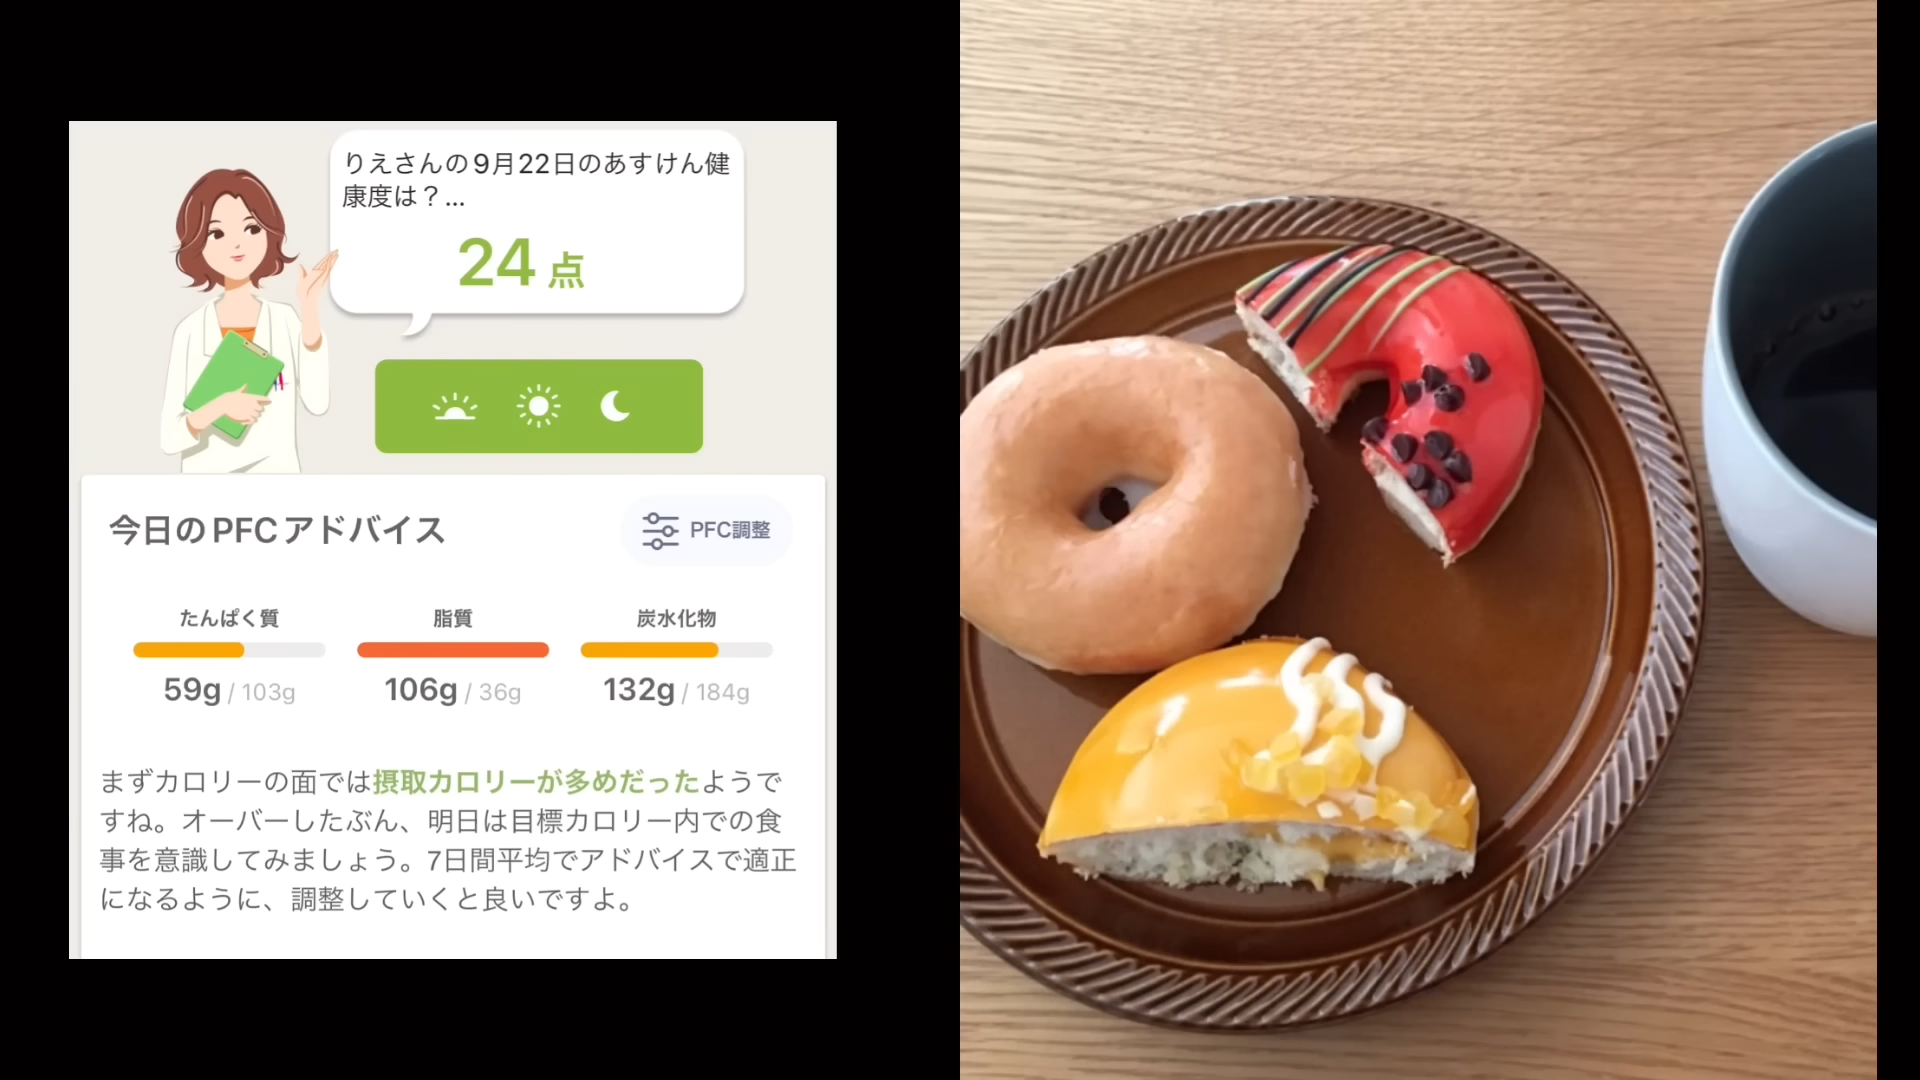 りえさんの9月22日のあすけん健
康度は？...
24点
今日のPFCアドバイス
PFC調整
たんぱく質
脂質
炭水化物
59g / 103g
106g / 36g
132g / 184g
まずカロリーの面では摂取カロリーが多めだったようで
すね。オーバーしたぶん、明日は目標カロリー内での食
事を意識してみましょう。7日間平均でアドバイスで適正
になるように、調整していくと良いですよ。